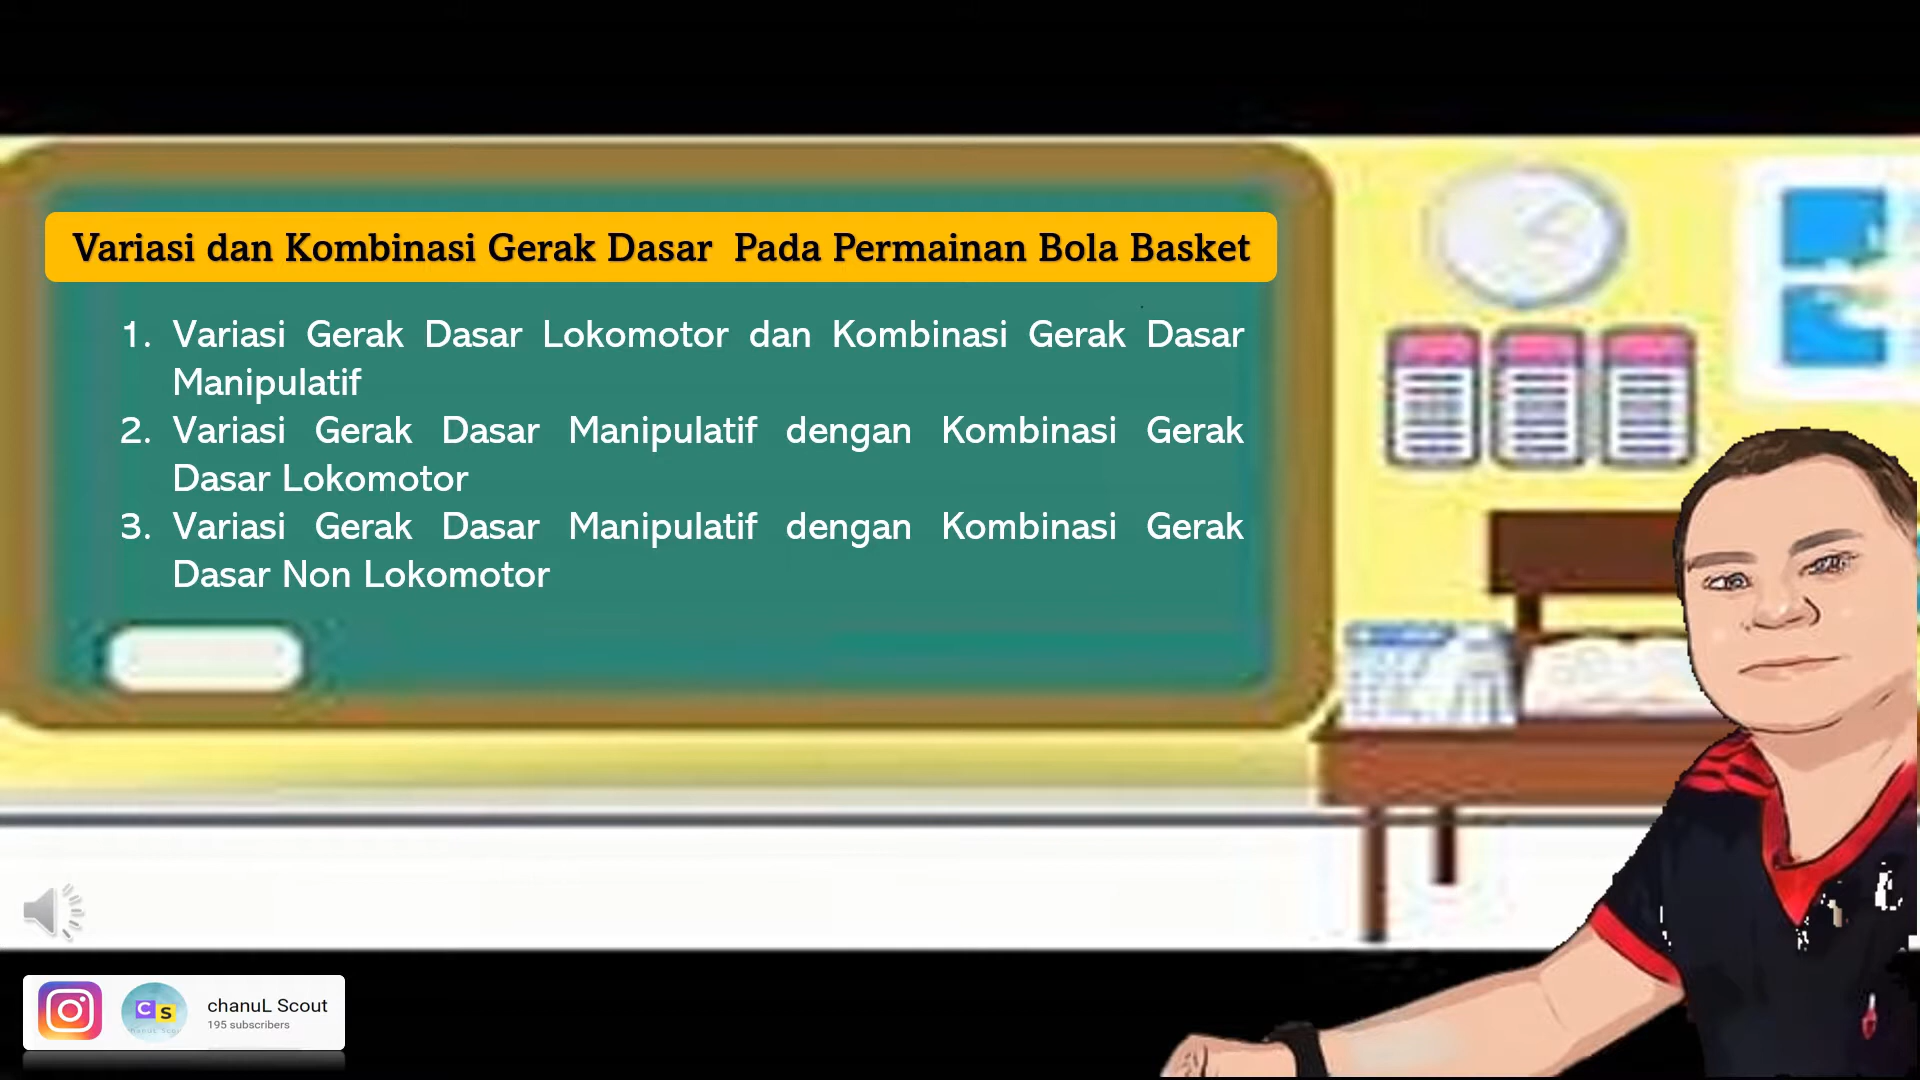 Variasi dan Kombinasi Gerak Dasar Pada Permainan Bola Basket
1. Variasi Gerak Dasar Lokomotor dan Kombinasi Gerak Dasar
Manipulatif
2. Variasi Gerak Dasar Manipulatif dengan Kombinasi Gerak
Dasar Lokomotor
3. Variasi Gerak Dasar Manipulatif dengan Kombinasi Gerak
Dasar Non Lokomotor
C S
chanuL Scout
195 subscribers